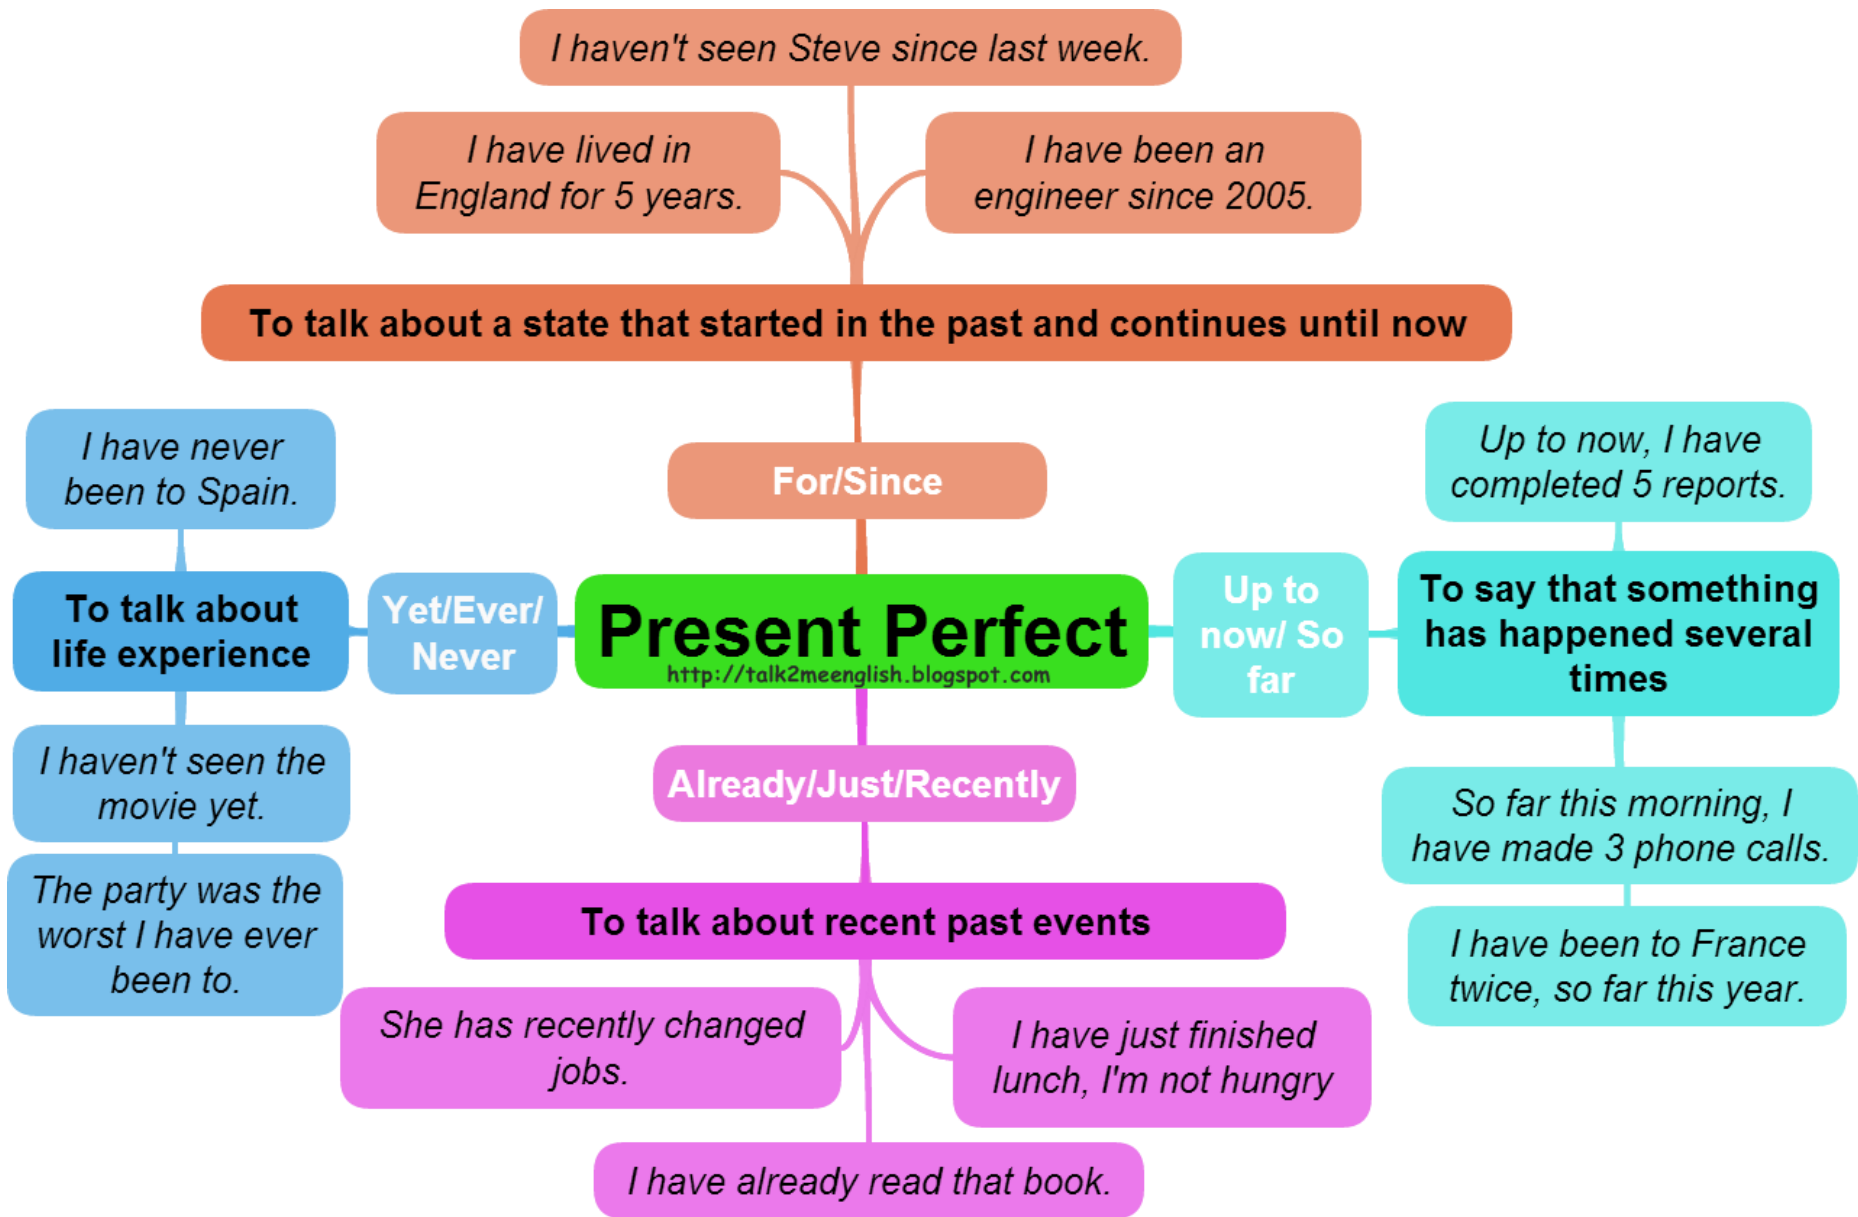 I haven't seen Steve since last week.
I have lived in
England for 5 years.
I have been an
engineer since 2005.
To talk about a state that started in the past and continues until now
For/Since
I have never
been to Spain.
To talk about
life experience
Yet/Ever/
Never
I haven't seen the
movie yet.
The party was the
worst I have ever
been to.
Present Perfect
http://talk2meenglish.blogspot.com
Up to
now/ So
far
Up to now, I have
completed 5 reports.
To say that something
has happened several
times
So far this morning, I
have made 3 phone calls.
I have been to France
twice, so far this year.
Already/Just/Recently
To talk about recent past events
She has recently changed
jobs.
I have just finished
lunch, I'm not hungry
I have already read that book.